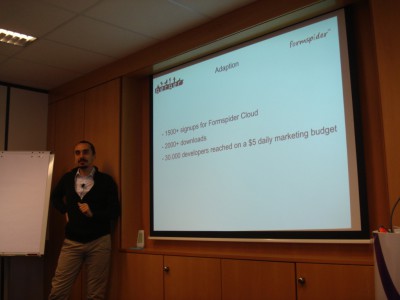 formspider
Adaption
- 1500+ signups for Formspider Cloud
- 2000+ downloads
- 30,000 developers reached on a $5 daily marketing budget